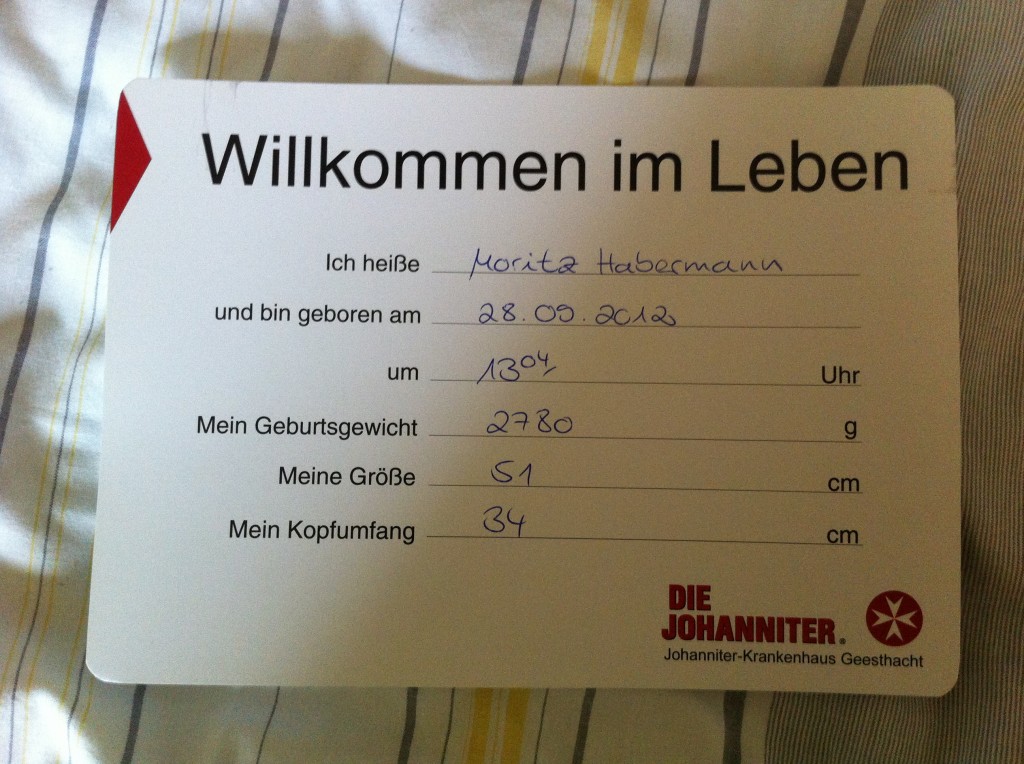 Willkommen im Leben
Ich heiße Moritz Habermann
und bin geboren am 28.09.2012
um 13⁰⁴ Uhr
Mein Geburtsgewicht 2780 g
Meine Größe 51 cm
Mein Kopfumfang 34 cm
DIE
JOHANNITER
Johanniter-Krankenhaus Geesthacht